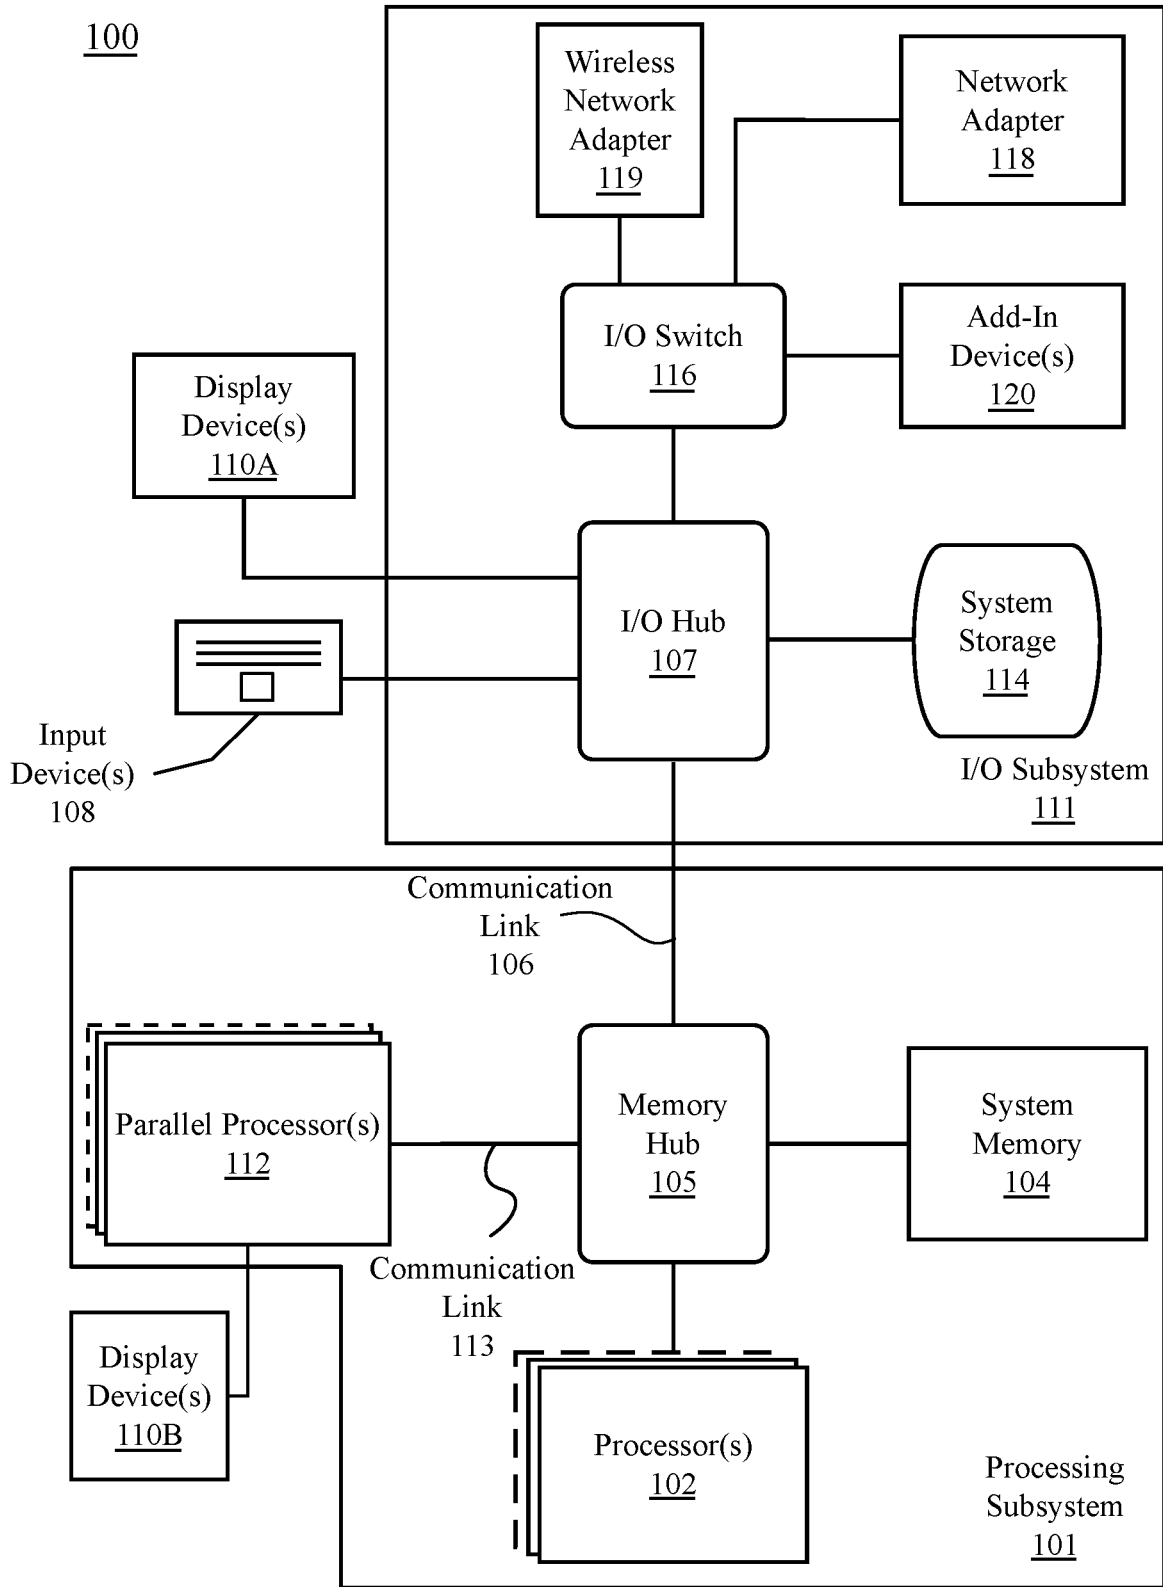 100
Wireless
Network
Adapter
119
Network
Adapter
118
I/O Switch
116
Add-In
Device(s)
120
Display
Device(s)
110A
I/O Hub
107
System
Storage
114
Input
Device(s)
108
I/O Subsystem
111
Communication
Link
106
Parallel Processor(s)
112
Memory
Hub
105
System
Memory
104
Communication
Link
113
Display
Device(s)
110B
Processor(s)
102
Processing
Subsystem
101